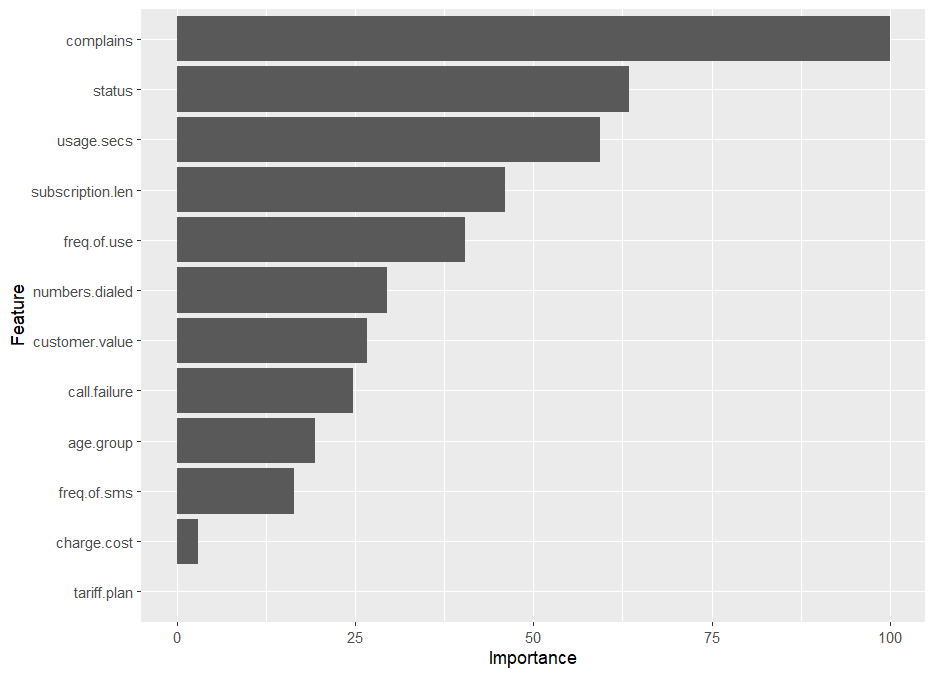 complains
status
usage.secs
subscription.len
freq.of.use
numbers.dialed
customer.value
call.failure
age.group
freq.of.sms
charge.cost
tariff.plan
Feature
0 25 50 75 100
Importance